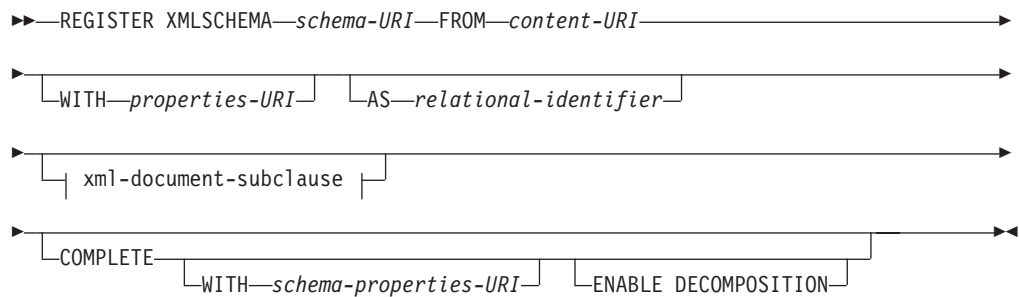 REGISTER XMLSCHEMA schema-URI FROM content-URI
WITH properties-URI AS relational-identifier
xml-document-subclause
COMPLETE
WITH schema-properties-URI ENABLE DECOMPOSITION